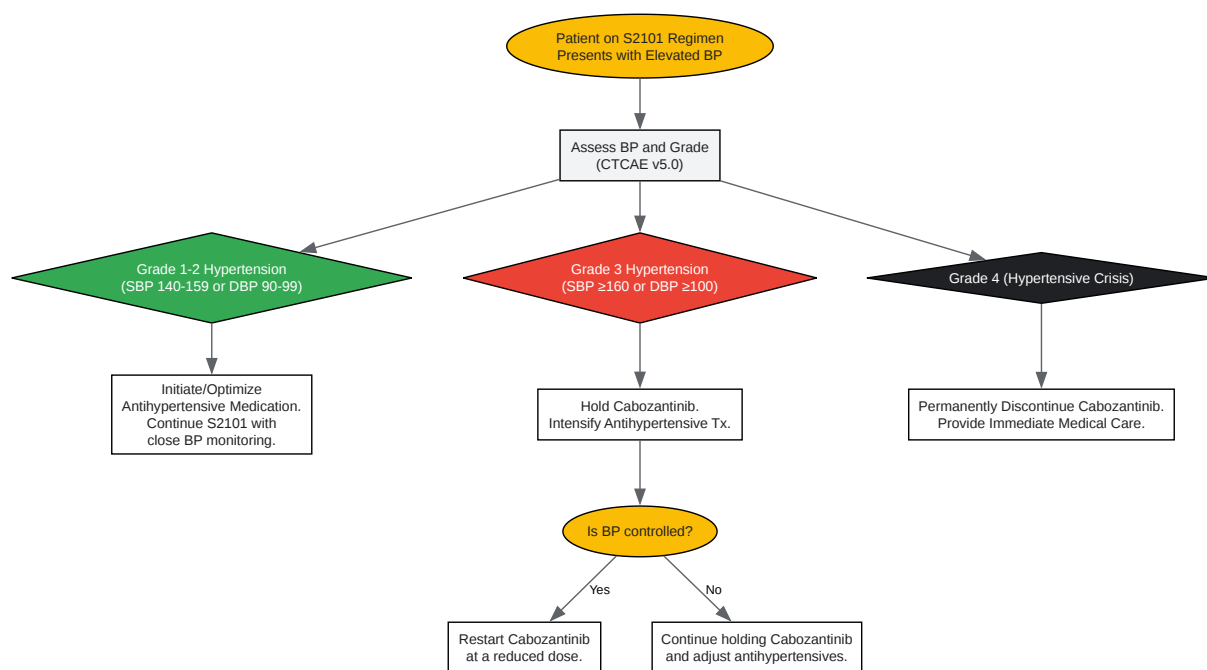 Patient on S2101 Regimen
Presents with Elevated BP
Assess BP and Grade
(CTCAE v5.0)
Grade 1-2 Hypertension
(SBP 140-159 or DBP 90-99)
Grade 3 Hypertension
(SBP ≥160 or DBP ≥100)
Grade 4 (Hypertensive Crisis)
Initiate/Optimize
Antihypertensive Medication.
Continue S2101 with
close BP monitoring.
Hold Cabozantinib.
Intensify Antihypertensive Tx.
Permanently Discontinue Cabozantinib.
Provide Immediate Medical Care.
Is BP controlled?
Yes
No
Restart Cabozantinib
at a reduced dose.
Continue holding Cabozantinib
and adjust antihypertensives.